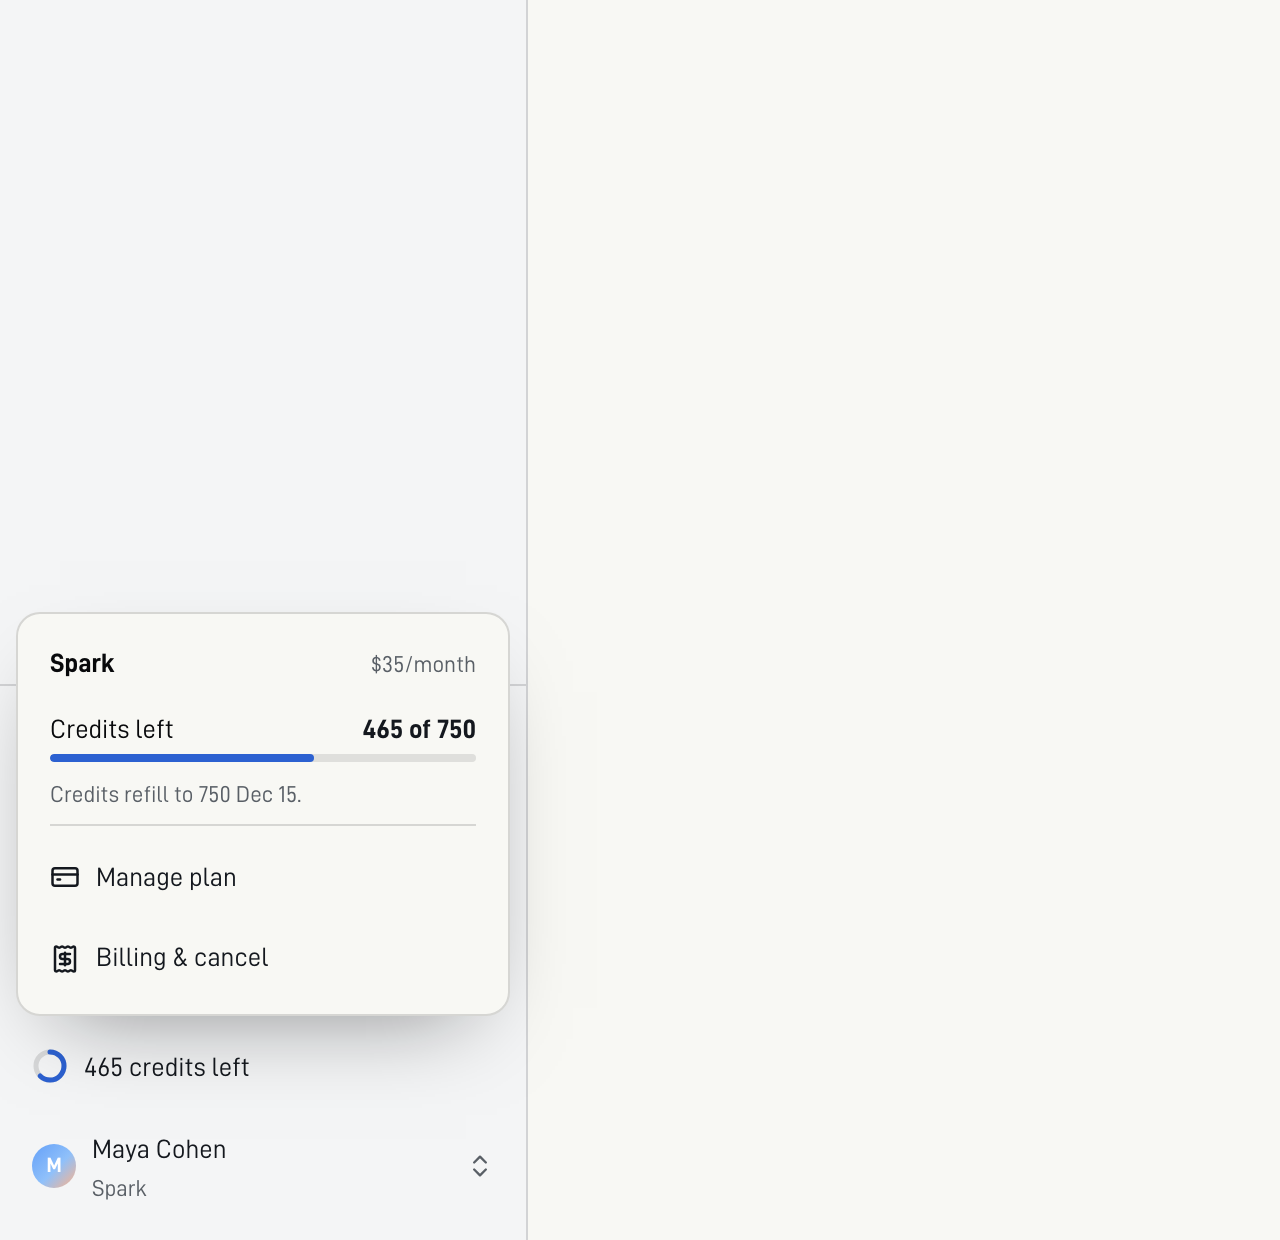 Spark $35/month
Credits left 465 of 750
Credits refill to 750 Dec 15.
Manage plan
Billing & cancel
465 credits left
M
Maya Cohen
Spark